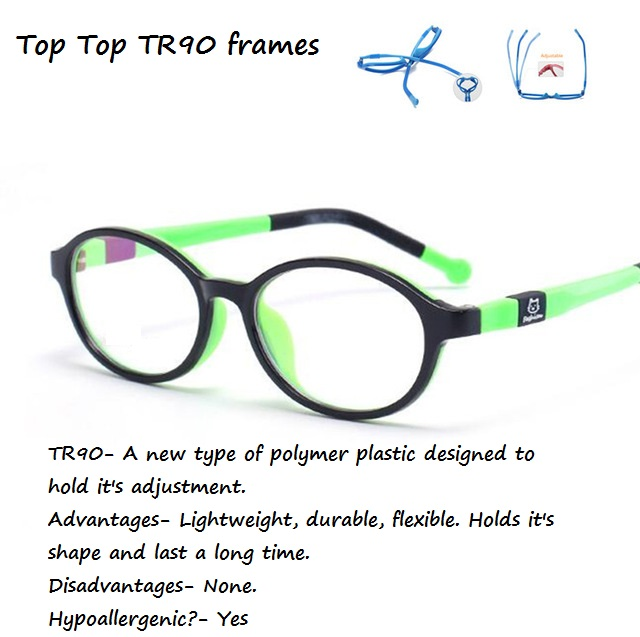 Top Top TR90 frames
Adjustable
TR90- A new type of polymer plastic designed to
hold it's adjustment.
Advantages- Lightweight, durable, flexible. Holds it's
shape and last a long time.
Disadvantages- None.
Hypoallergenic?- Yes